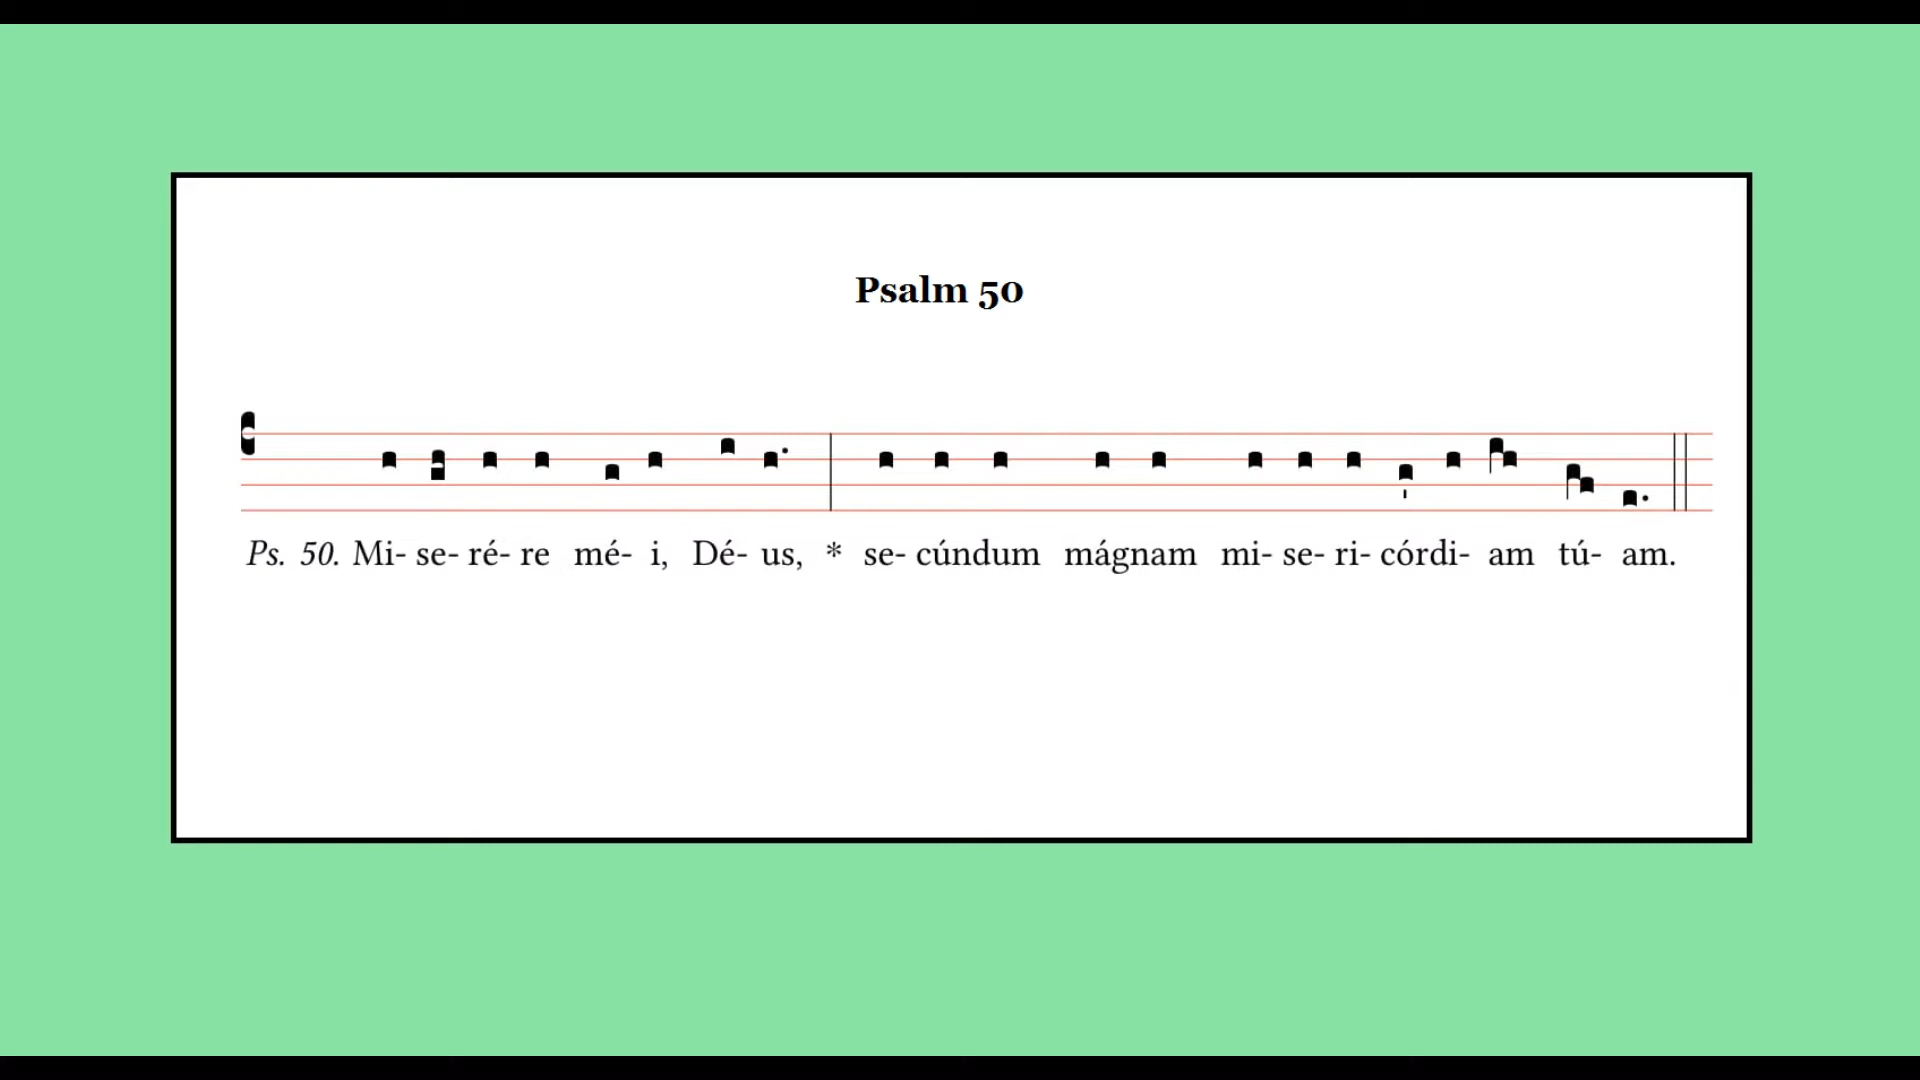 Psalm 50
Ps. 50. Mi- se- ré- re mé- i, Dé- us, * se- cúndum mágnam mi- se- ri- córdi- am tú- am.